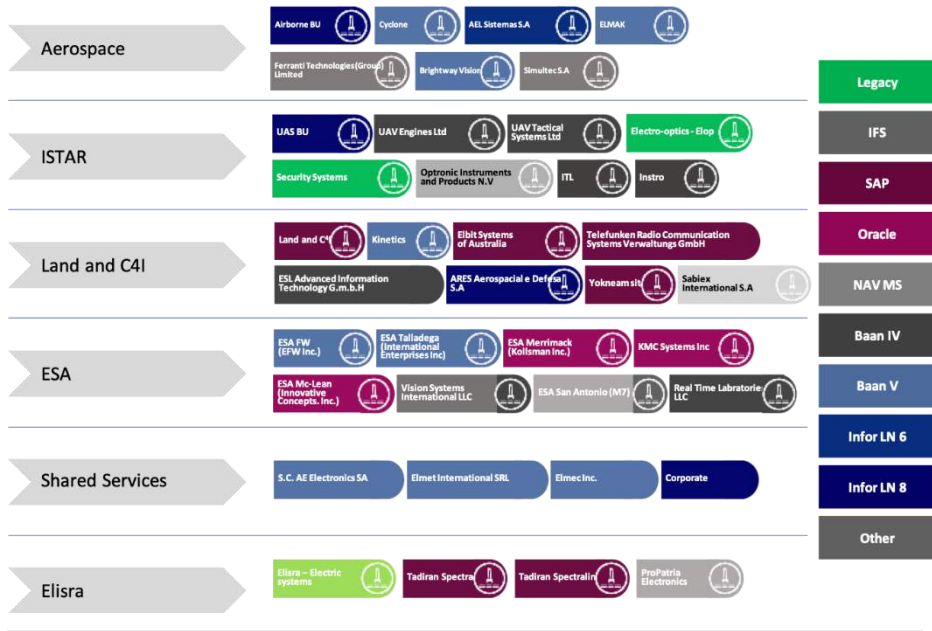 Aerospace
Airborne BU
Cyclone
AEL Sistemas S.A
ELMAK
Ferranti Technologies(Group)
Limited
Brightway Vision
Simultec S.A
ISTAR
UAS BU
UAV Engines Ltd
UAV Tactical
Systems Ltd
Electro-optics - Elop
Security Systems
Optronic Instruments
and Products N.V
ITL
Instro
Land and C4I
Land and C4I
Kinetics
Elbit Systems
of Australia
Telefunken Radio Communication
Systems Verwaltungs GmbH
ESL Advanced Information
Technology G.m.b.H
ARES Aerospacial e Defesa
S.A
Yokneam sit
Sabiex
International S.A
ESA
ESA FW
(EFW Inc.)
ESA Talladega
(International
Enterprises Inc)
ESA Merrimack
(Kollsman Inc.)
KMC Systems Inc
ESA Mc-Lean
(Innovative
Concepts. Inc.)
Vision Systems
International LLC
ESA San Antonio (M7)
Real Time Labratorie
LLC
Shared Services
S.C. AE Electronics SA
Elmet International SRL
Elmec Inc.
Corporate
Elisra
Elisra – Electric
systems
Tadiran Spectra
Tadiran Spectralin
ProPatria
Electronics
Legacy
IFS
SAP
Oracle
NAV MS
Baan IV
Baan V
Infor LN 6
Infor LN 8
Other